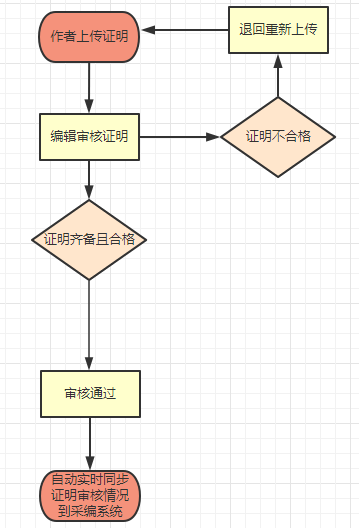 作者上传证明
退回重新上传
编辑审核证明
证明不合格
证明齐备且合格
审核通过
自动实时同步
证明审核情况
到采编系统